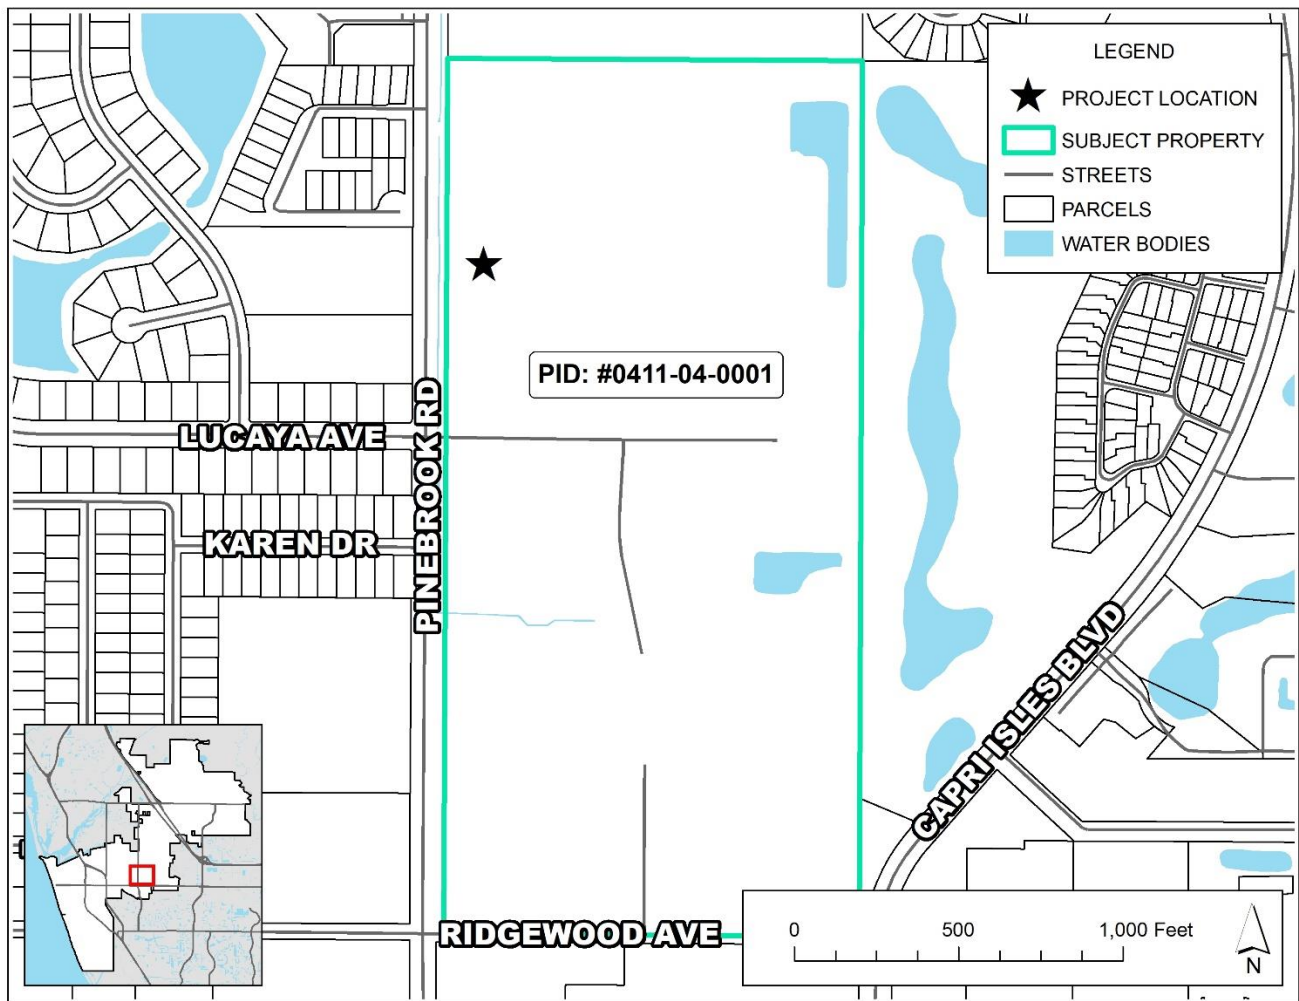 LEGEND
PROJECT LOCATION
SUBJECT PROPERTY
STREETS
PARCELS
WATER BODIES
PID: #0411-04-0001
LUCAYA AVE
PINEBROOK RD
KAREN DR
CAPRI ISLES BLVD
RIDGEWOOD AVE
0 500 1,000 Feet
N